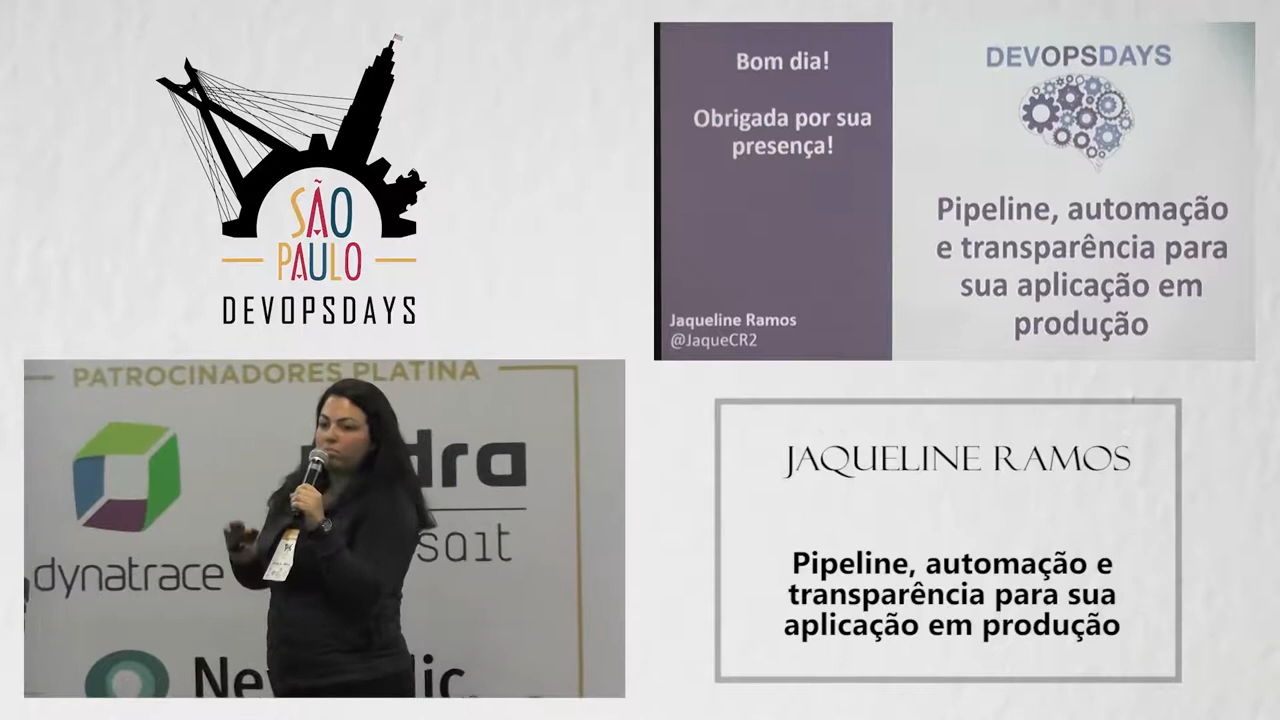 SÃO
PAULO
DEVOPSDAYS
Bom dia!
Obrigada por sua
presença!
Jaqueline Ramos
@JaqueCR2
DEVOPSDAYS
Pipeline, automação
e transparência para
sua aplicação em
produção
PATROCINADORES PLATINA
dynatrace
JAQUELINE RAMOS
Pipeline, automação e
transparência para sua
aplicação em produção